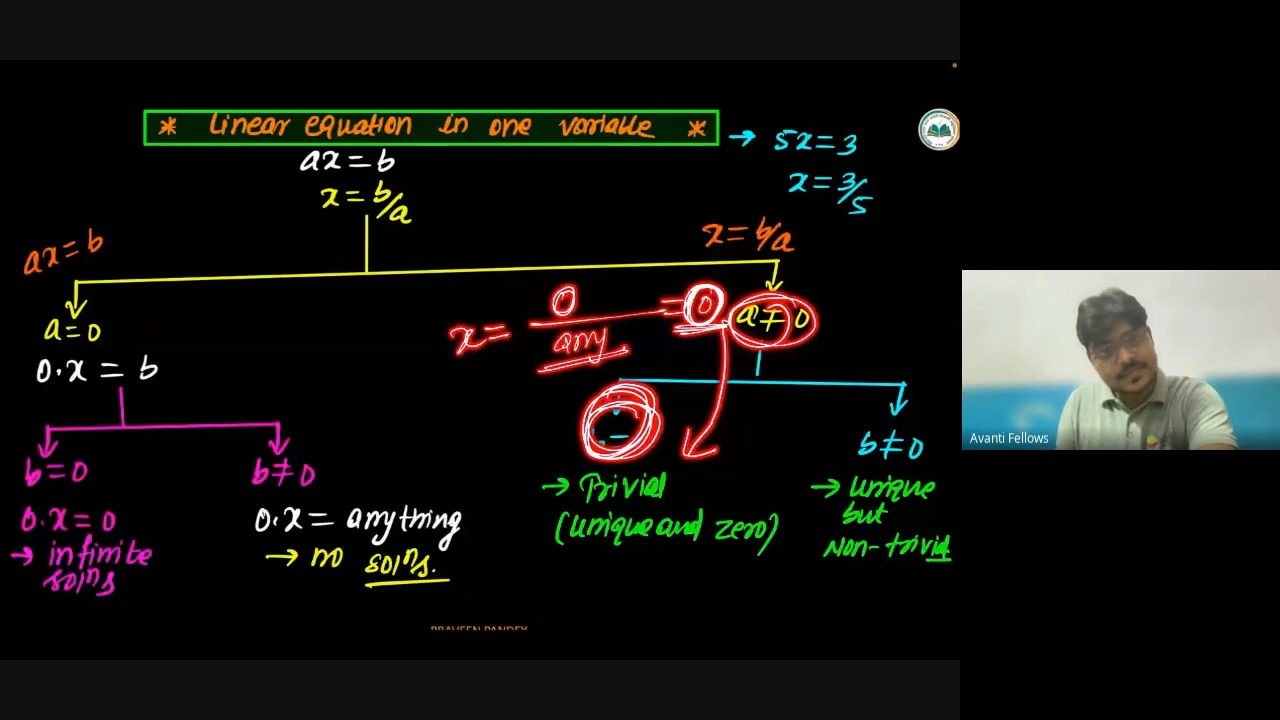 * Linear equation in one variable *
→ 5x = 3
x = 3/5
ax = b
x = b/a
ax = b
x = b/a
a = 0
a ≠ 0
x = 0/any = 0
0·x = b
b = 0
b ≠ 0
b ≠ 0
0·x = 0
→ infinite
solns
0·x = anything
→ no solns.
→ Trivial
(unique and zero)
→ unique
but
Non-trivial
Avanti Fellows
PRAVEEN PANDEY